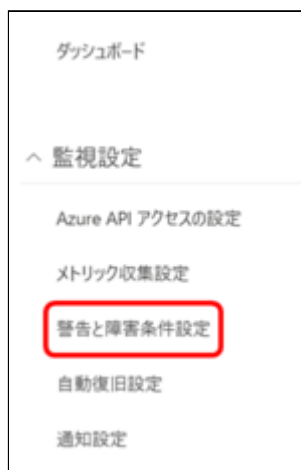 ダッシュボード
監視設定
Azure API アクセスの設定
メトリック収集設定
警告と障害条件設定
自動復旧設定
通知設定